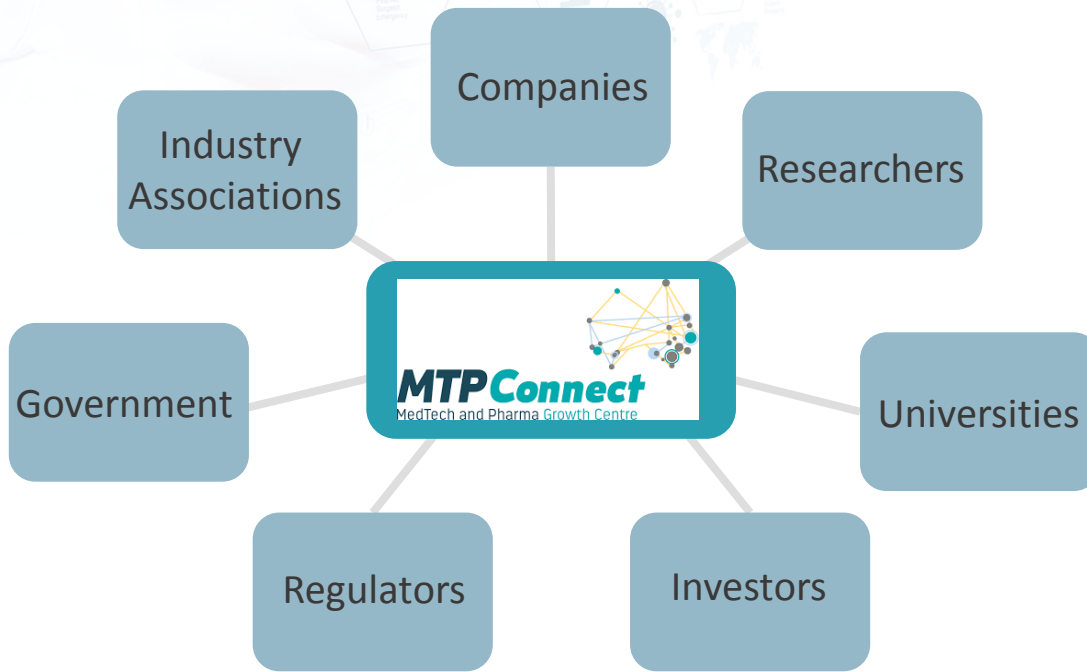 Companies
Industry
Associations
Researchers
MTPConnect
MedTech and Pharma Growth Centre
Government
Universities
Regulators
Investors